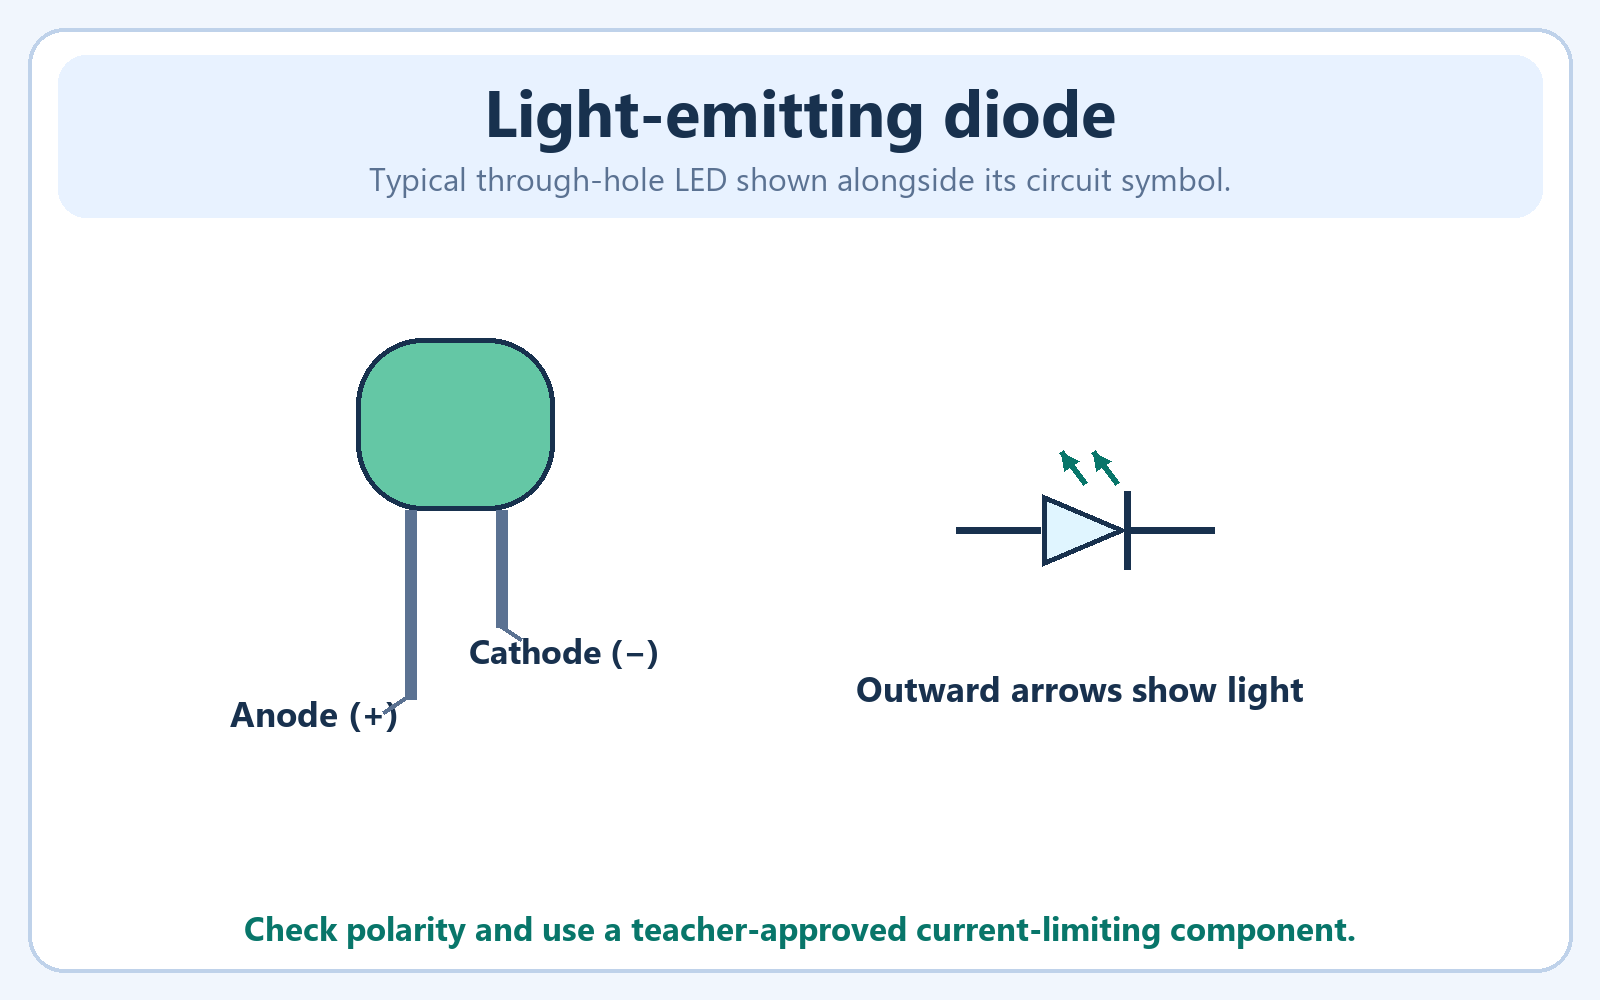 Light-emitting diode
Typical through-hole LED shown alongside its circuit symbol.
Cathode (−)
Anode (+)
Outward arrows show light
Check polarity and use a teacher-approved current-limiting component.